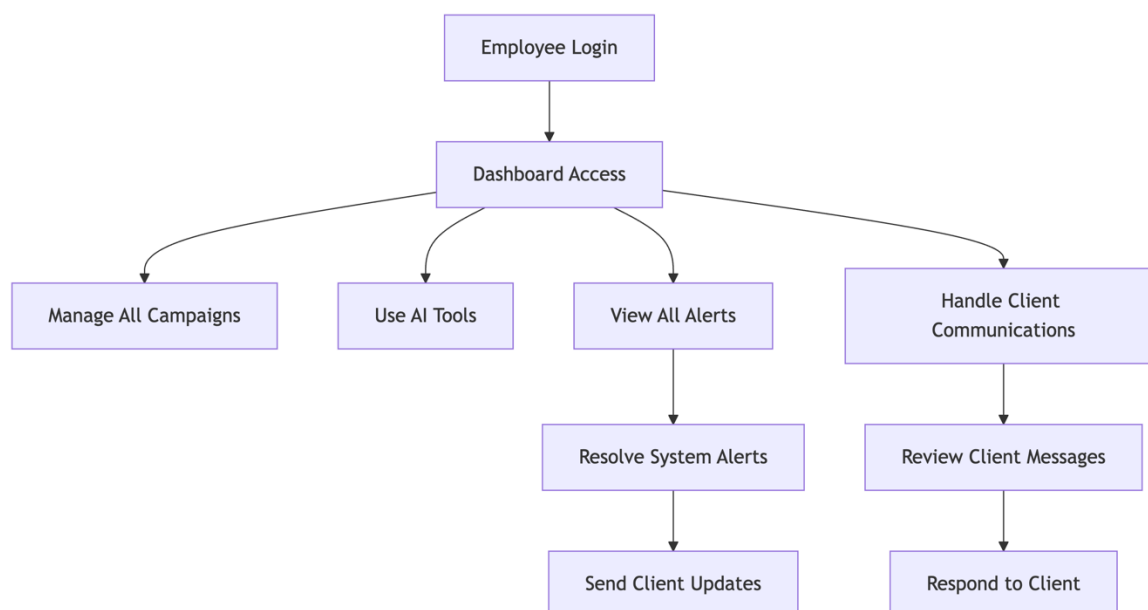 Employee Login
Dashboard Access
Manage All Campaigns
Use AI Tools
View All Alerts
Handle Client
Communications
Resolve System Alerts
Review Client Messages
Send Client Updates
Respond to Client